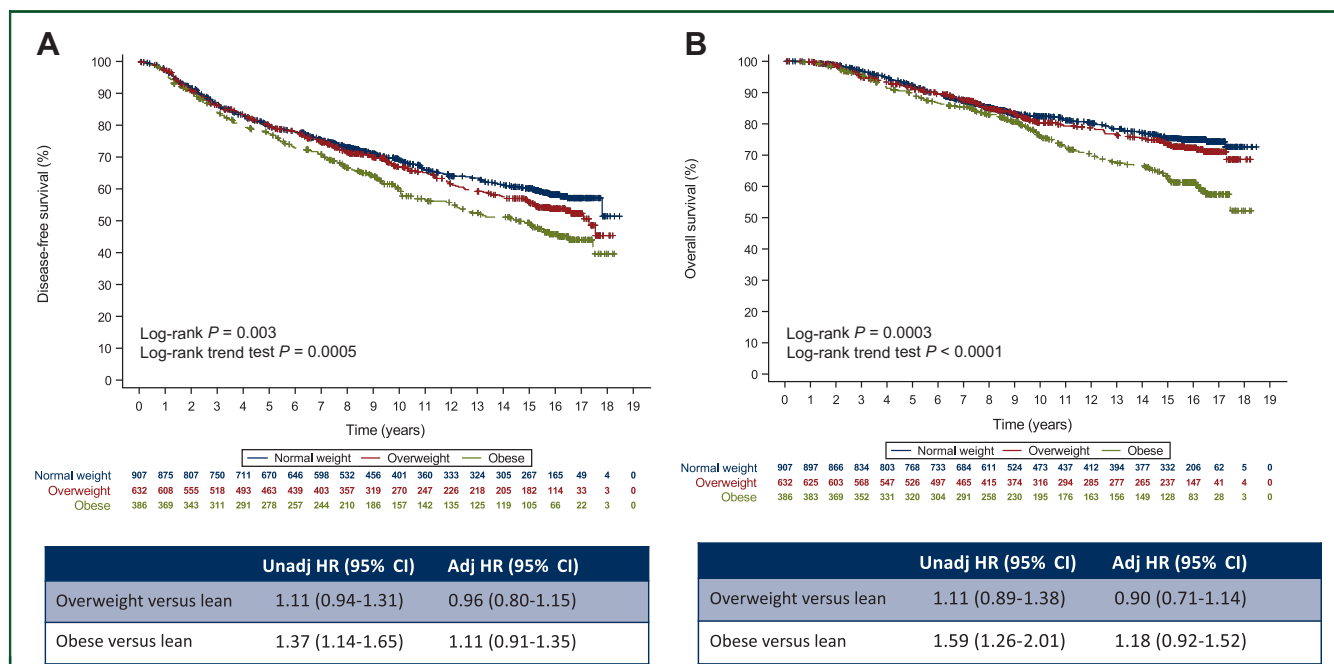 A
100
90
80
70
60
50
40
30
20
10
0
Disease-free survival (%)
Log-rank P = 0.003
Log-rank trend test P = 0.0005
0 1 2 3 4 5 6 7 8 9 10 11 12 13 14 15 16 17 18 19
Time (years)
Normal weight Overweight Obese
Normal weight 907 875 807 750 711 670 646 598 532 456 401 360 333 324 305 267 165 49 4 0
Overweight 632 608 555 518 493 463 439 403 357 319 270 247 226 218 205 182 114 33 3 0
Obese 386 369 343 311 291 278 257 244 210 186 157 142 135 125 119 105 66 22 3 0
Unadj HR (95% CI) Adj HR (95% CI)
Overweight versus lean 1.11 (0.94-1.31) 0.96 (0.80-1.15)
Obese versus lean 1.37 (1.14-1.65) 1.11 (0.91-1.35)
B
100
90
80
70
60
50
40
30
20
10
0
Overall survival (%)
Log-rank P = 0.0003
Log-rank trend test P < 0.0001
0 1 2 3 4 5 6 7 8 9 10 11 12 13 14 15 16 17 18 19
Time (years)
Normal weight Overweight Obese
Normal weight 907 897 866 834 803 768 733 684 611 524 473 437 412 394 377 332 206 62 5 0
Overweight 632 625 603 568 547 526 497 465 415 374 316 294 285 277 265 237 147 41 4 0
Obese 386 383 369 352 331 320 304 291 258 230 195 176 163 156 149 128 83 28 3 0
Unadj HR (95% CI) Adj HR (95% CI)
Overweight versus lean 1.11 (0.89-1.38) 0.90 (0.71-1.14)
Obese versus lean 1.59 (1.26-2.01) 1.18 (0.92-1.52)